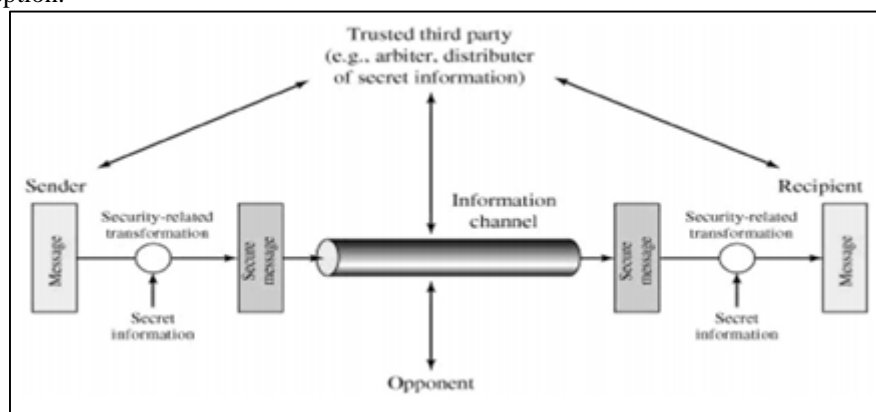 Trusted third party
(e.g., arbiter, distributer
of secret information)
Sender
Recipient
Information
channel
Security-related
transformation
Security-related
transformation
Message
Secure
message
Secure
message
Message
Secret
information
Secret
information
Opponent